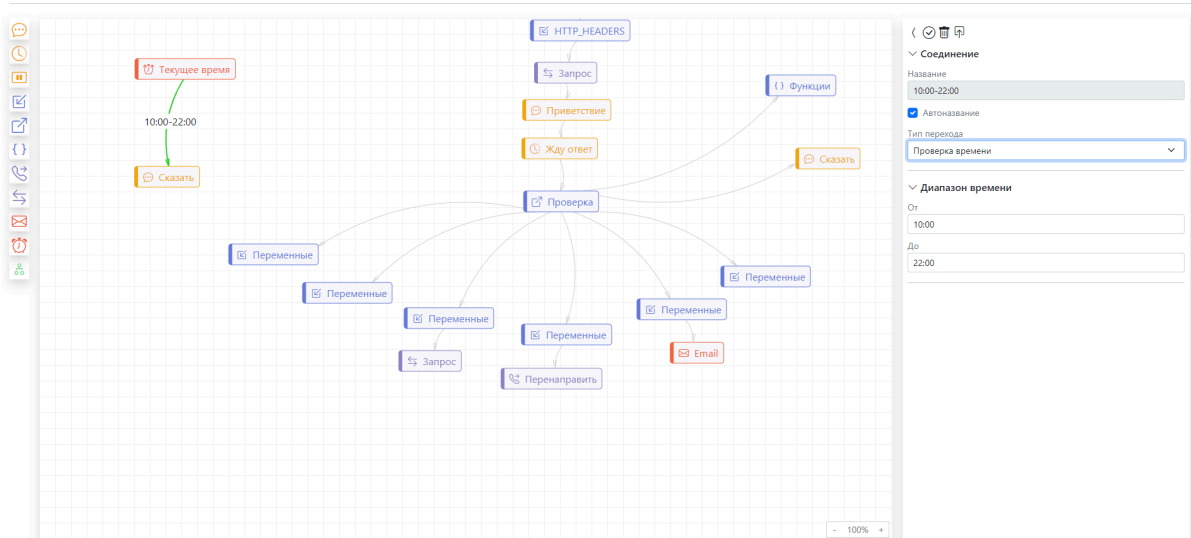 HTTP_HEADERS
Текущее время
Запрос
Функции
Приветствие
10:00-22:00
Жду ответ
Сказать
Сказать
Проверка
Переменные
Переменные
Переменные
Переменные
Переменные
Переменные
Запрос
Email
Перенаправить
- 100% +
Соединение
Название
10:00-22:00
Автоназвание
Тип перехода
Проверка времени
Диапазон времени
От
10:00
До
22:00